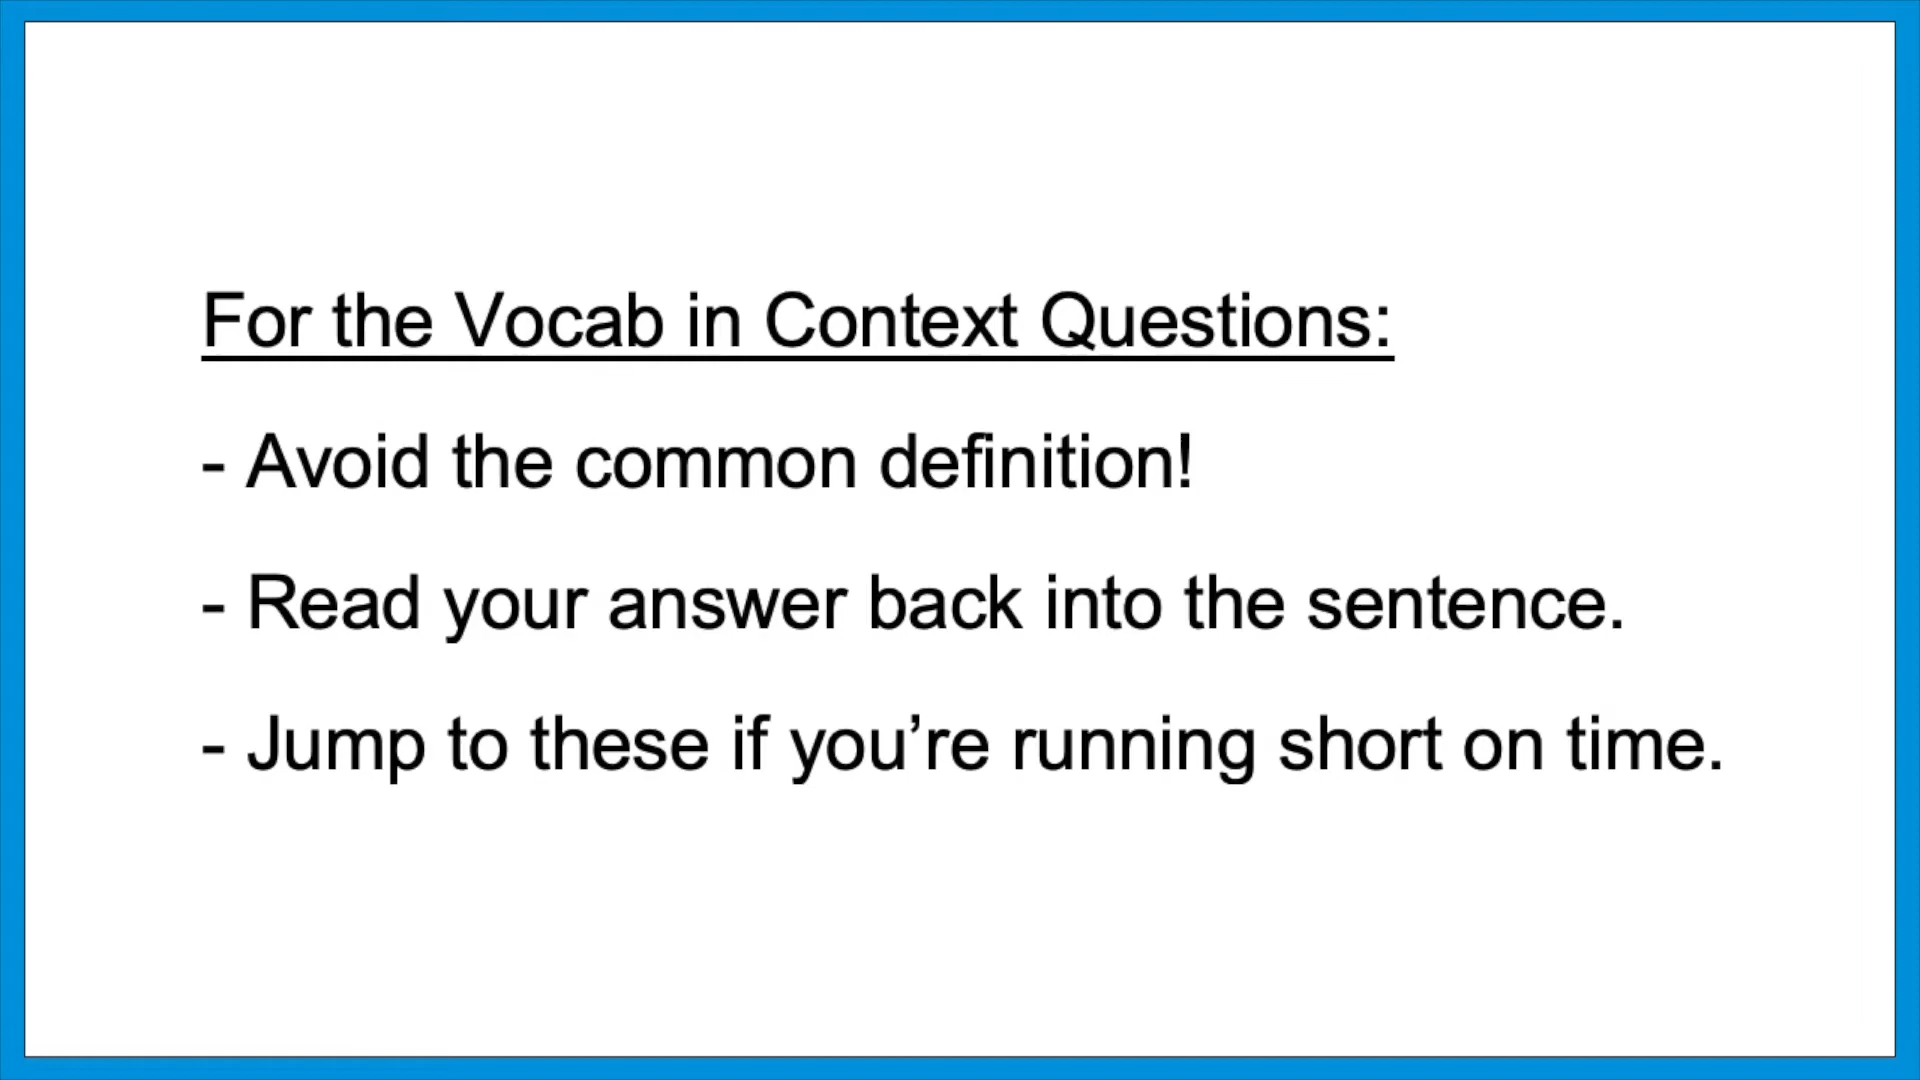 For the Vocab in Context Questions:
- Avoid the common definition!
- Read your answer back into the sentence.
- Jump to these if you’re running short on time.